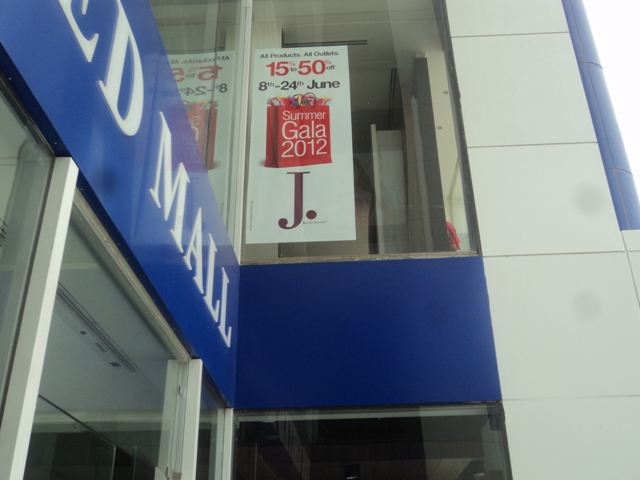 D MALL
All Products. All Outlets.
15% to 50% off
8th-24th June
Summer
Gala
2012
J.